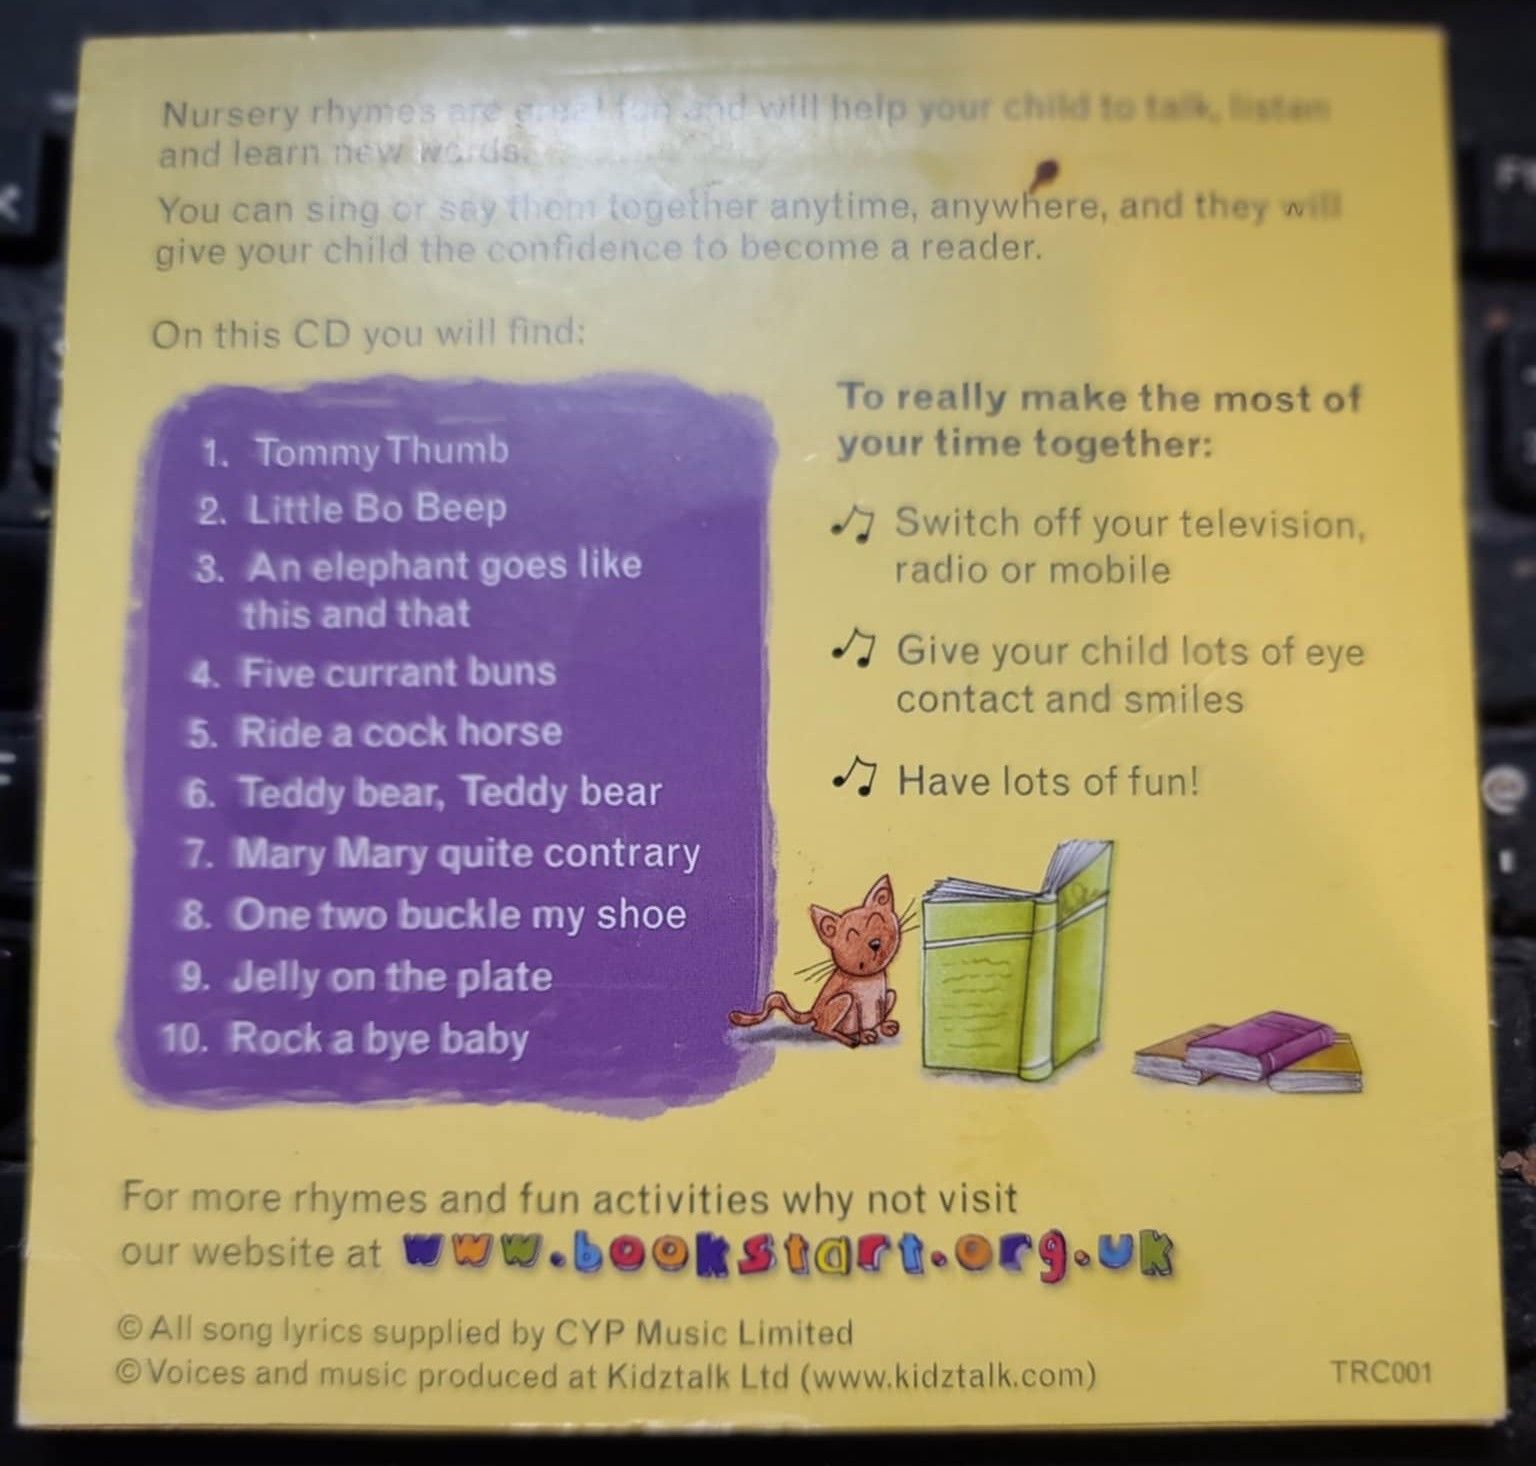 Nursery rhymes are great fun and will help your child to talk, listen
and learn new words.
You can sing or say them together anytime, anywhere, and they will
give your child the confidence to become a reader.
On this CD you will find:
1. Tommy Thumb
2. Little Bo Beep
3. An elephant goes like
this and that
4. Five currant buns
5. Ride a cock horse
6. Teddy bear, Teddy bear
7. Mary Mary quite contrary
8. One two buckle my shoe
9. Jelly on the plate
10. Rock a bye baby
To really make the most of
your time together:
Switch off your television,
radio or mobile
Give your child lots of eye
contact and smiles
Have lots of fun!
For more rhymes and fun activities why not visit
our website at www.bookstart.org.uk
© All song lyrics supplied by CYP Music Limited
© Voices and music produced at Kidztalk Ltd (www.kidztalk.com)
TRC001